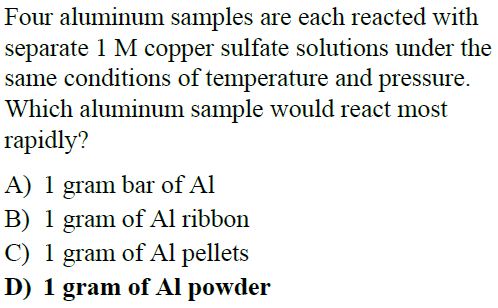 Four aluminum samples are each reacted with
separate 1 M copper sulfate solutions under the
same conditions of temperature and pressure.
Which aluminum sample would react most
rapidly?
A) 1 gram bar of Al
B) 1 gram of Al ribbon
C) 1 gram of Al pellets
D) 1 gram of Al powder